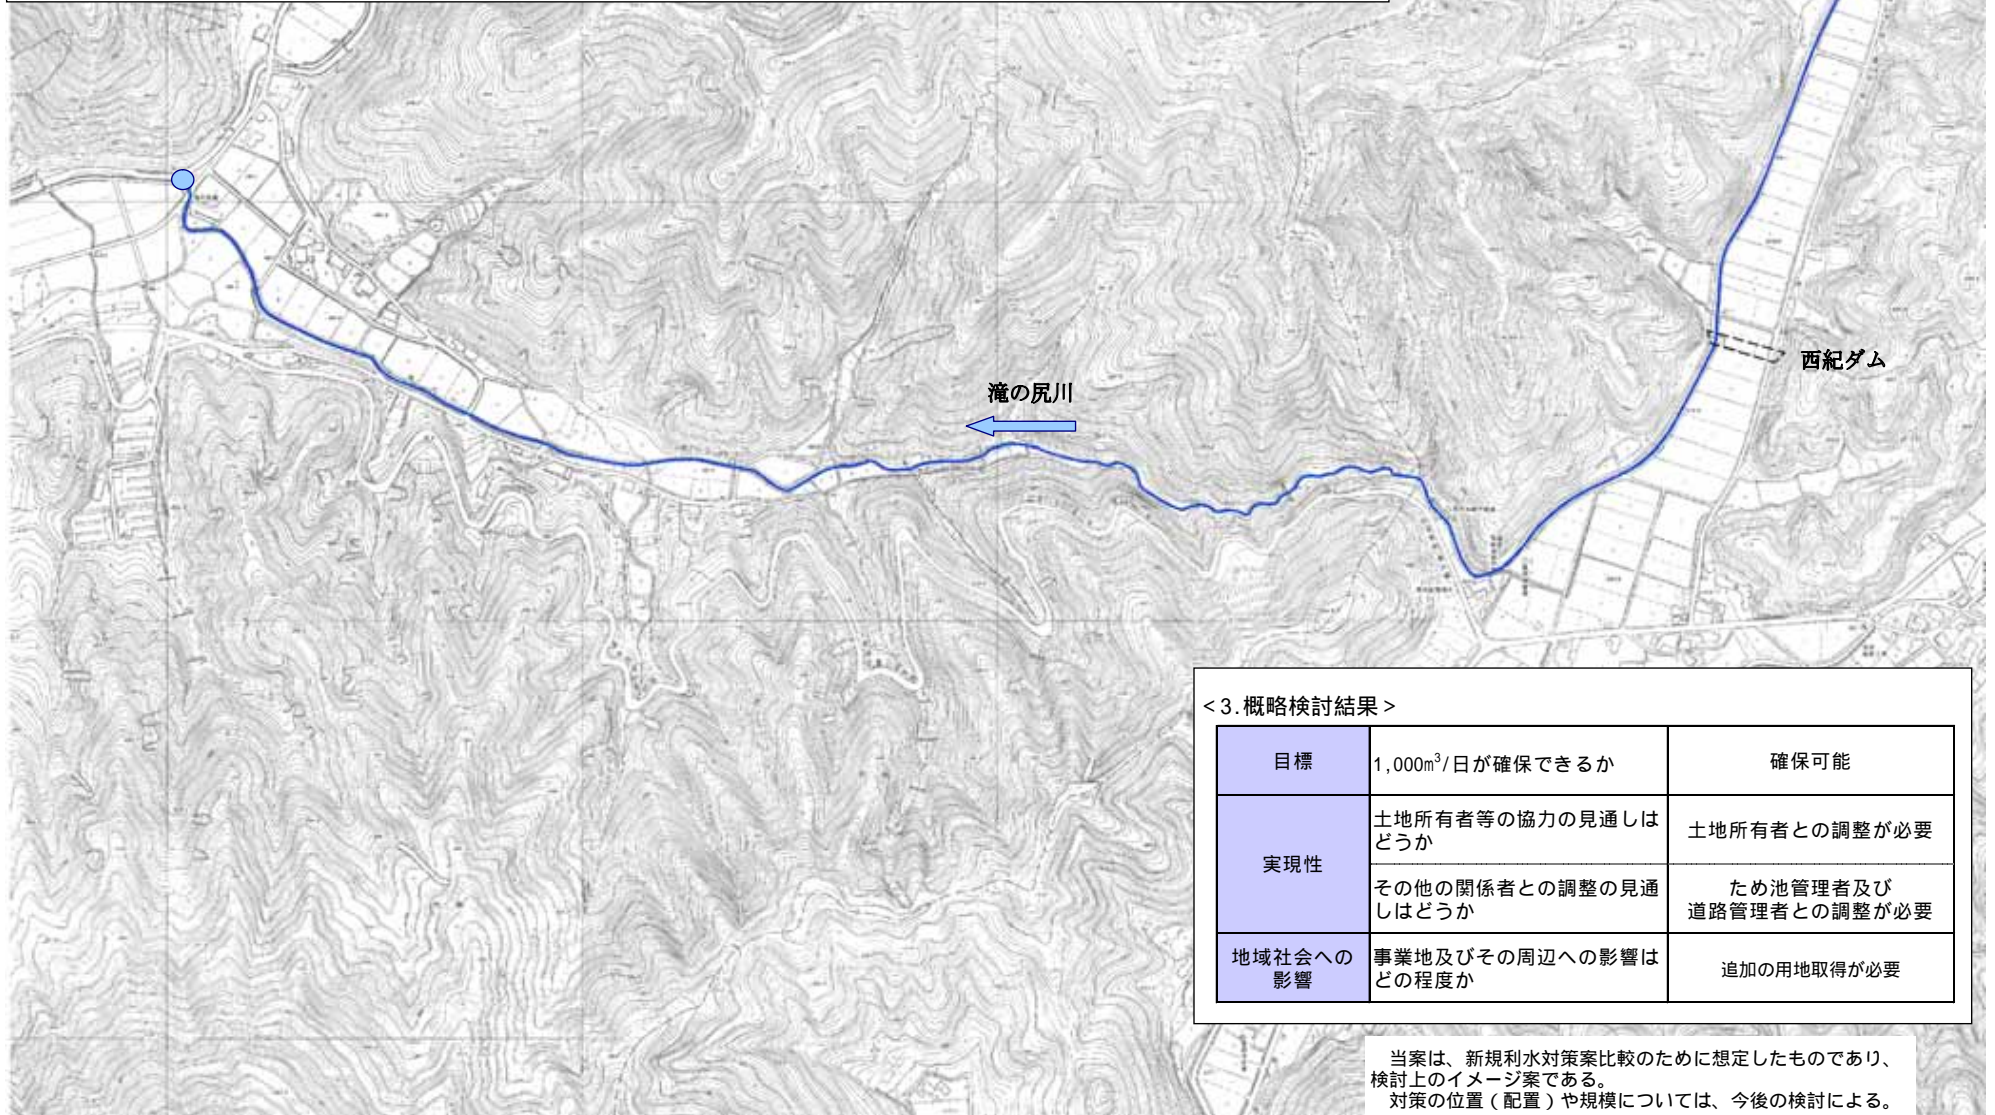 西紀ダム
滝の尻川
<3.概略検討結果>
目標
1,000m³/日が確保できるか
確保可能
実現性
土地所有者等の協力の見通しは
どうか
土地所有者との調整が必要
その他の関係者との調整の見通
しはどうか
ため池管理者及び
道路管理者との調整が必要
地域社会への
影響
事業地及びその周辺への影響は
どの程度か
追加の用地取得が必要
当案は、新規利水対策案比較のために想定したものであり、
検討上のイメージ案である。
対策の位置(配置)や規模については、今後の検討による。